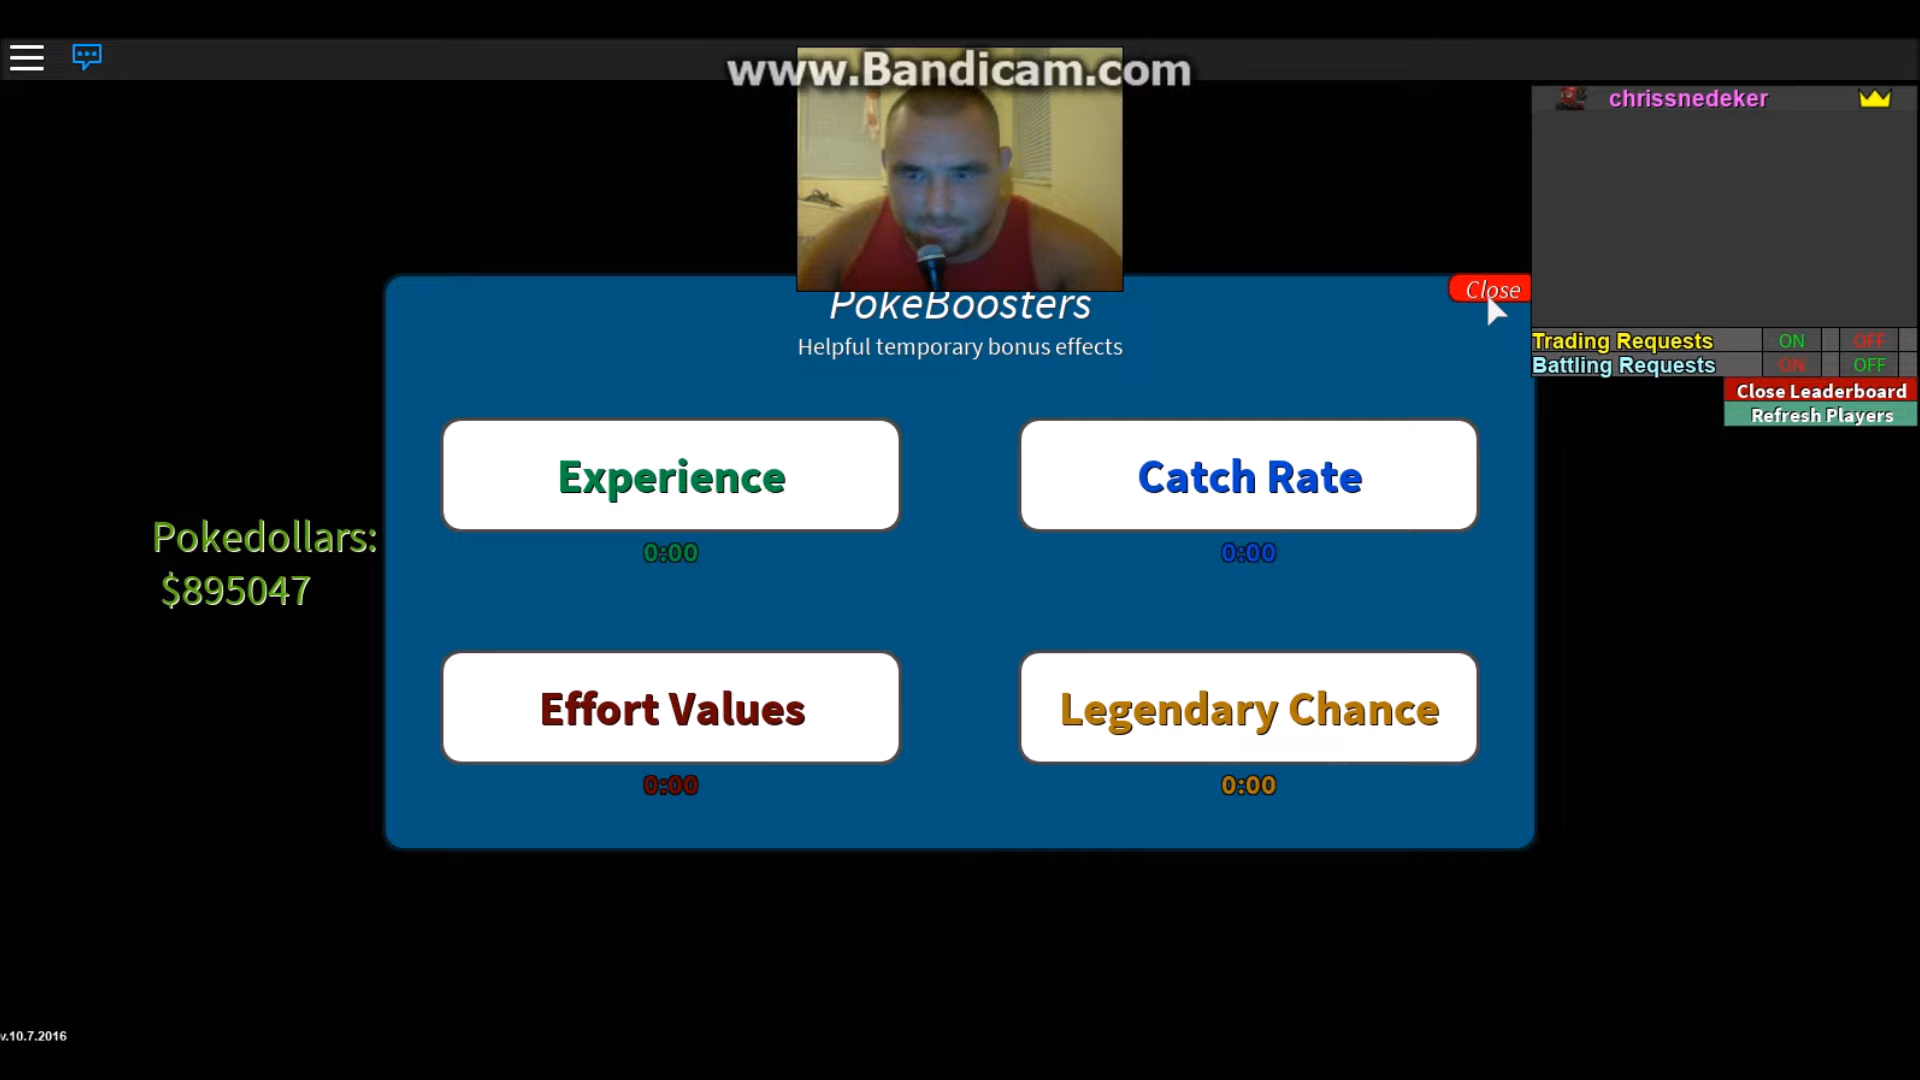 www.Bandicam.com
chrissnedeker
PokeBoosters
Close
Helpful temporary bonus effects
Trading Requests ON OFF
Battling Requests ON OFF
Close Leaderboard
Refresh Players
Experience
Catch Rate
0:00
0:00
Pokedollars:
$895047
Effort Values
Legendary Chance
0:00
0:00
v.10.7.2016